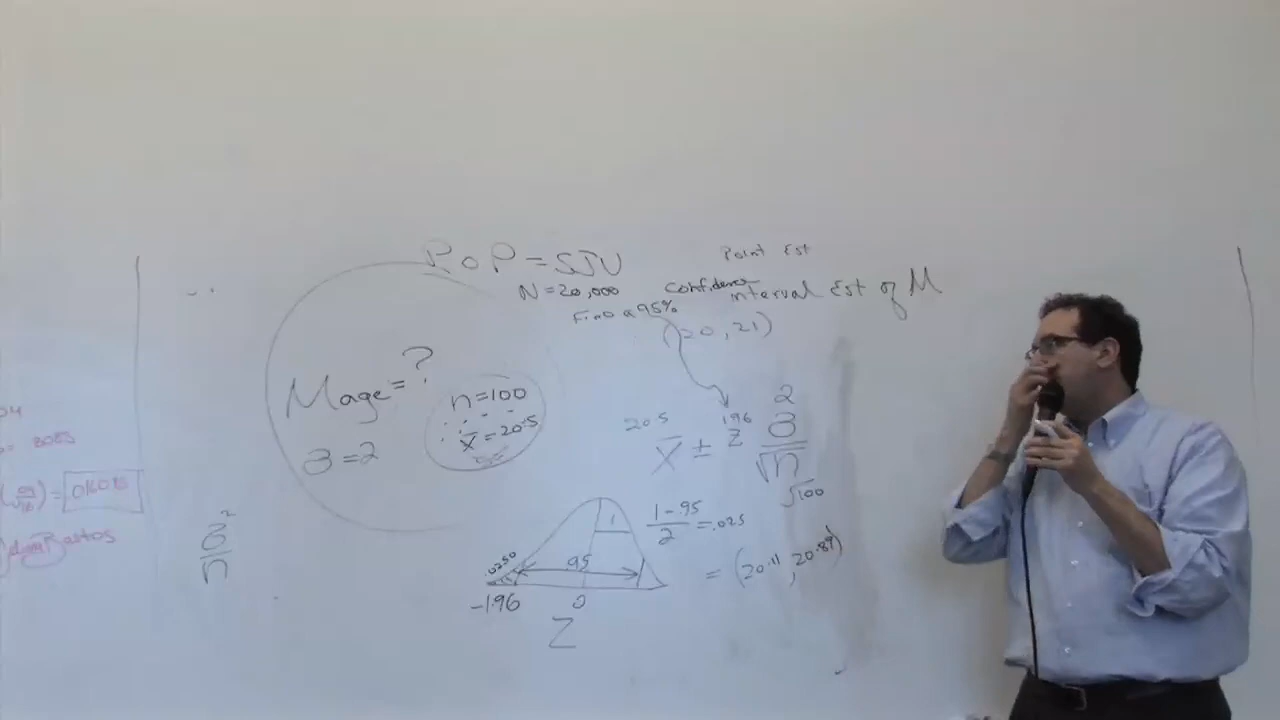 POP = SJU
N = 20,000
Find a 95%
Point Est
Confidence
interval Est of M
(20, 21)
M age = ?
n=100
x̄ = 20.5
σ = 2
20.5
1.96
2
x̄ ± Z σ/√n
√100
1-.95/2 = .025
= (20.11, 20.89)
.0250
.95
-1.96
0
Z
σ²/n